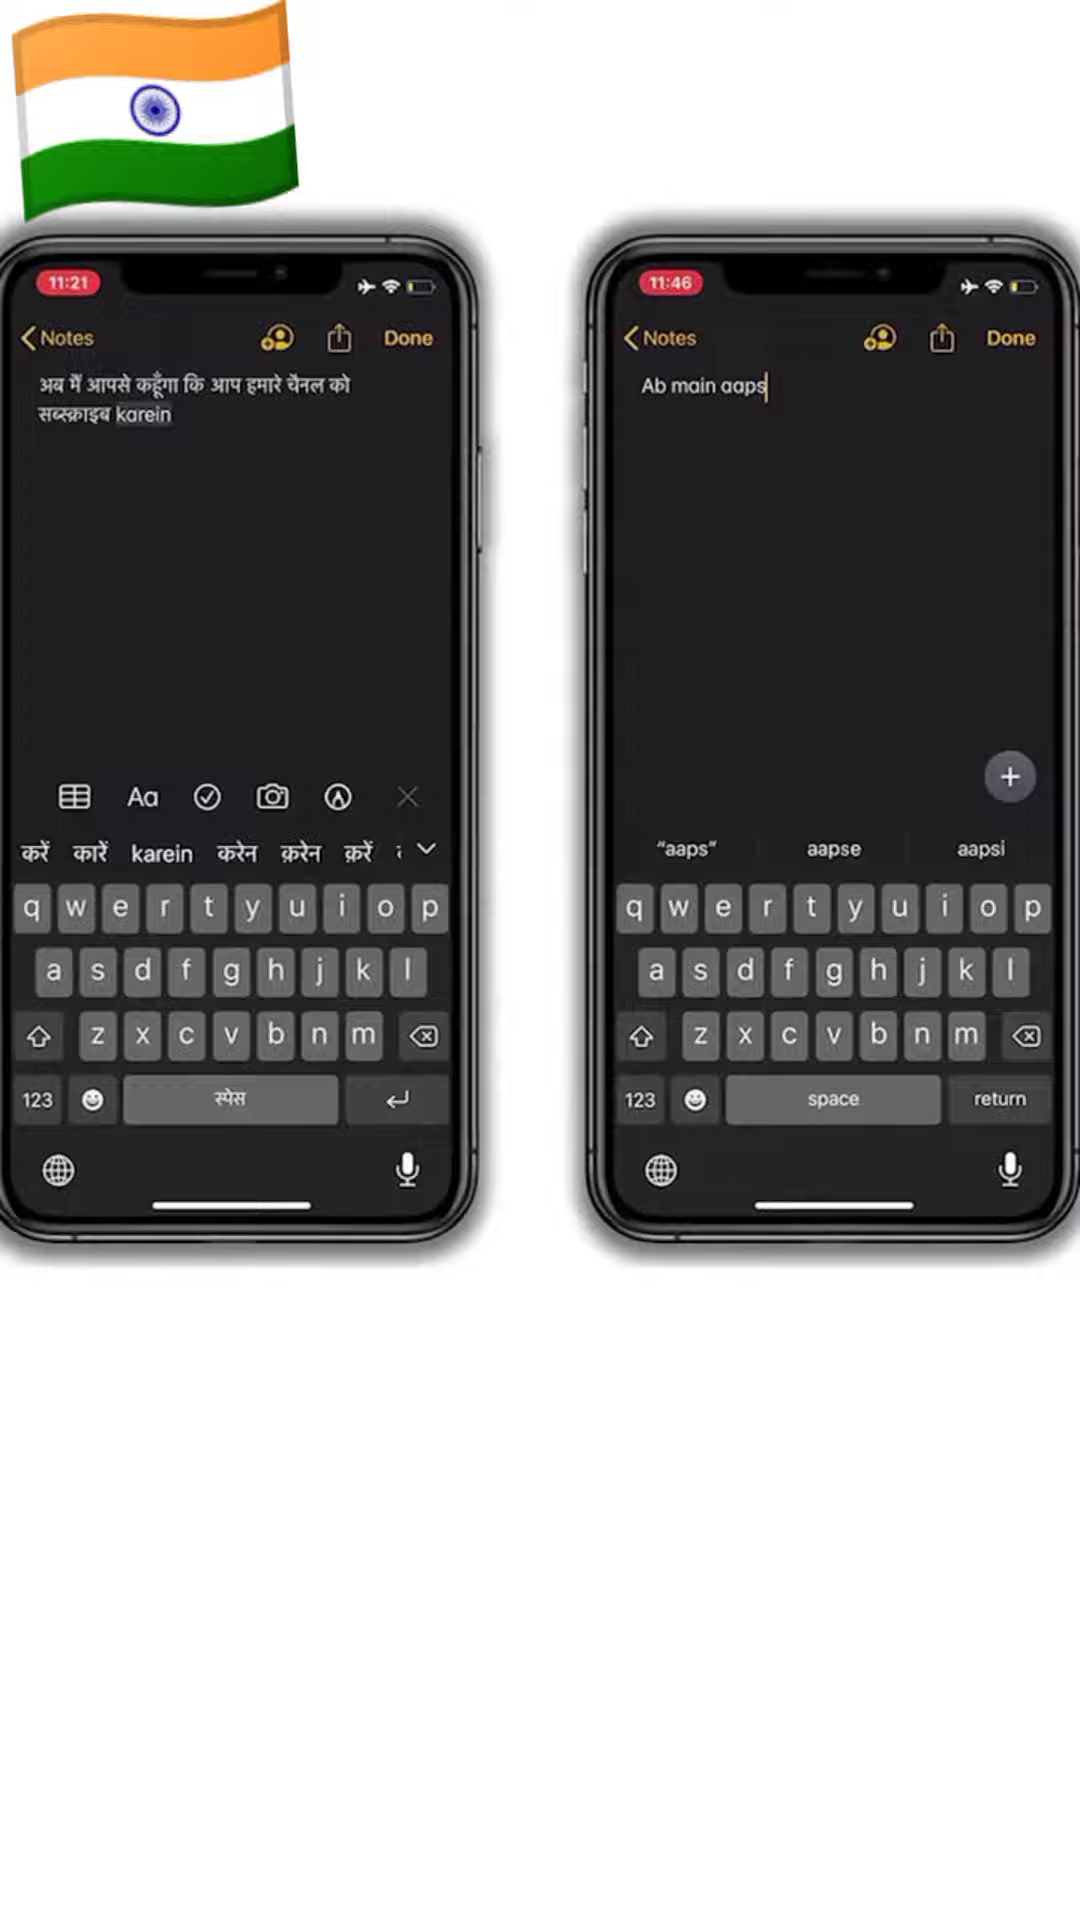 11:21
Notes
Done
अब मैं आपसे कहूँगा कि आप हमारे चैनल को
सब्स्क्राइब karein
Aa
करें कारें karein करेन क़रेन क़रें
q w e r t y u i o p
a s d f g h j k l
z x c v b n m
123 स्पेस
11:46
Notes
Done
Ab main aaps
“aaps” aapse aapsi
q w e r t y u i o p
a s d f g h j k l
z x c v b n m
123 space return